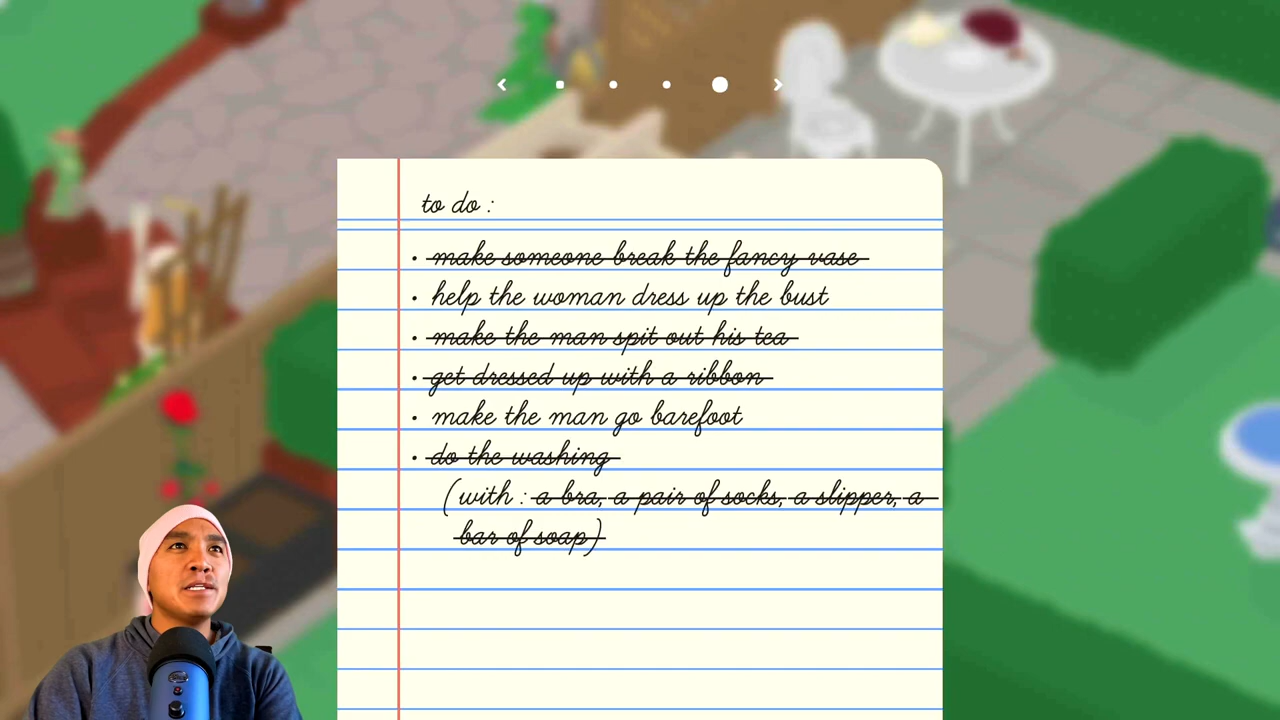 to do :
• make someone break the fancy vase
• help the woman dress up the bust
• make the man spit out his tea
• get dressed up with a ribbon
• make the man go barefoot
• do the washing
(with : a bra, a pair of socks, a slipper, a
bar of soap)